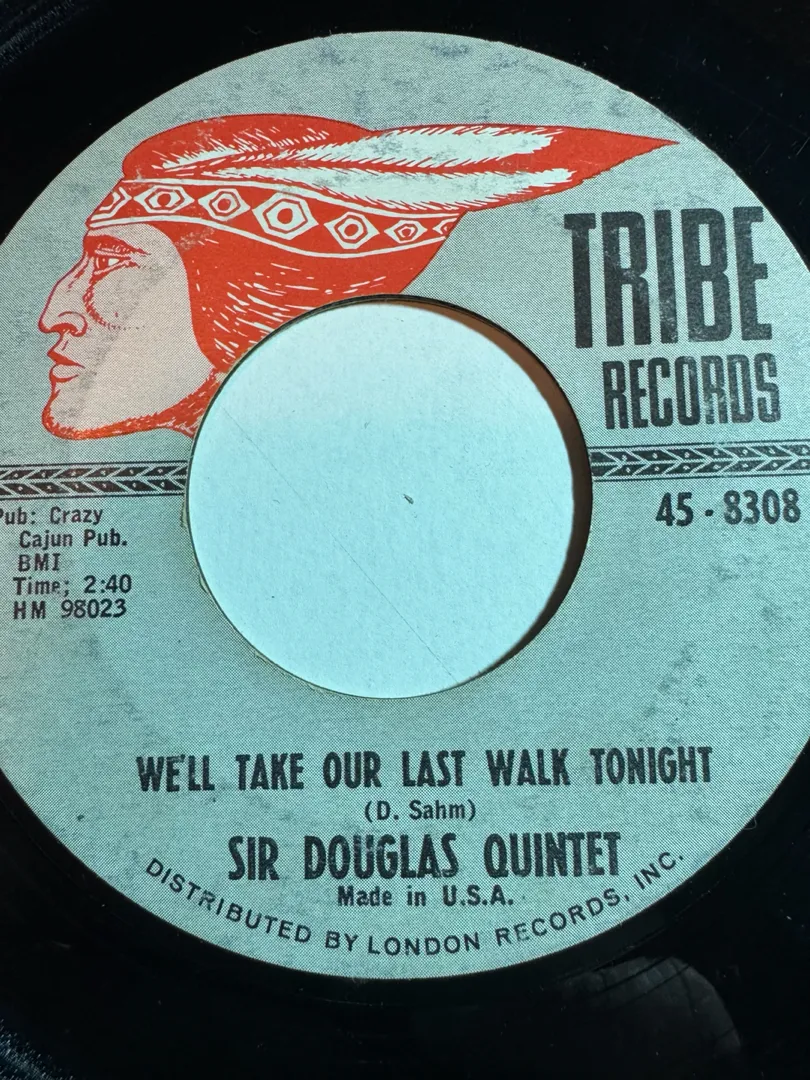 TRIBE
RECORDS
Pub: Crazy
Cajun Pub.
BMI
Time; 2:40
HM 98023
45 - 8308
WE'LL TAKE OUR LAST WALK TONIGHT
(D. Sahm)
SIR DOUGLAS QUINTET
Made in U.S.A.
DISTRIBUTED BY LONDON RECORDS, INC.